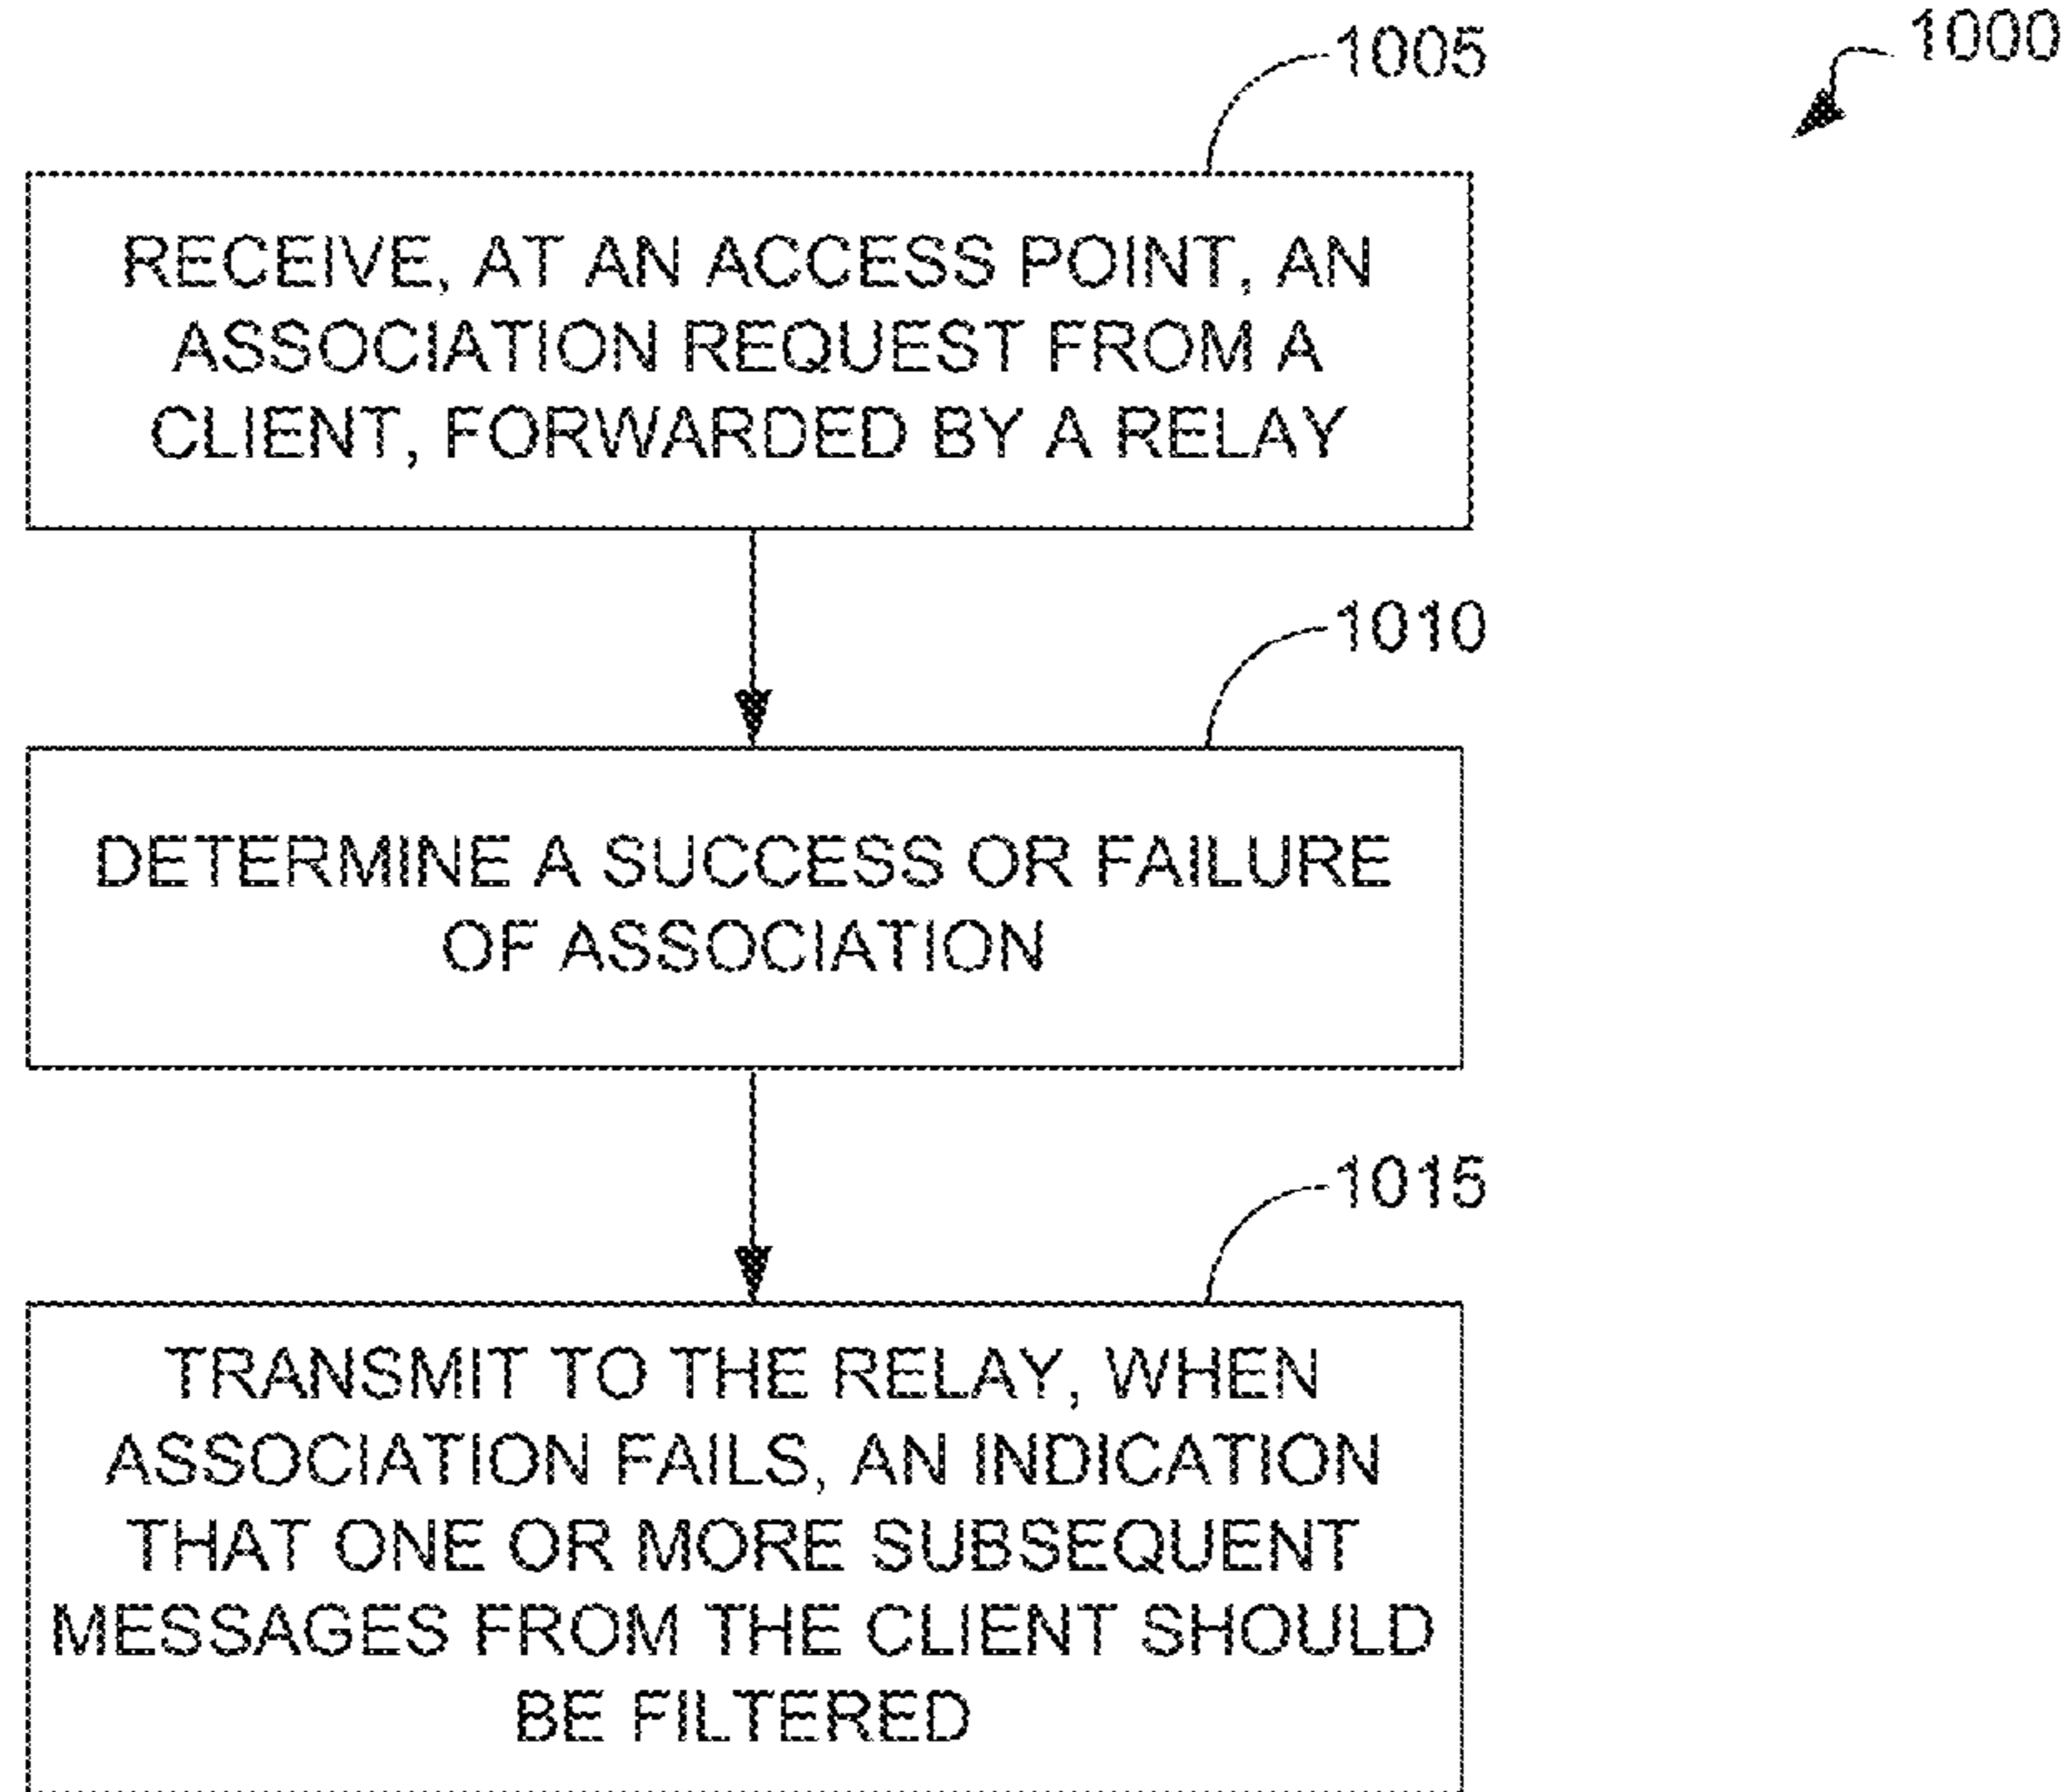 1000
1005
RECEIVE, AT AN ACCESS POINT, AN
ASSOCIATION REQUEST FROM A
CLIENT, FORWARDED BY A RELAY
1010
DETERMINE A SUCCESS OR FAILURE
OF ASSOCIATION
1015
TRANSMIT TO THE RELAY, WHEN
ASSOCIATION FAILS, AN INDICATION
THAT ONE OR MORE SUBSEQUENT
MESSAGES FROM THE CLIENT SHOULD
BE FILTERED